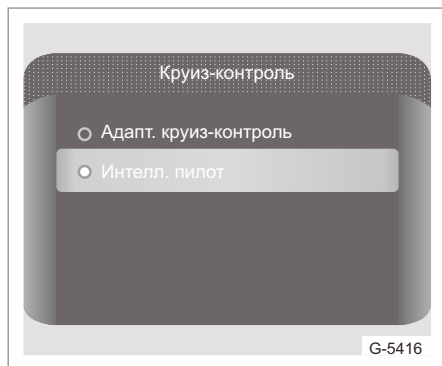 Круиз-контроль
Адапт. круиз-контроль
Интелл. пилот
G-5416